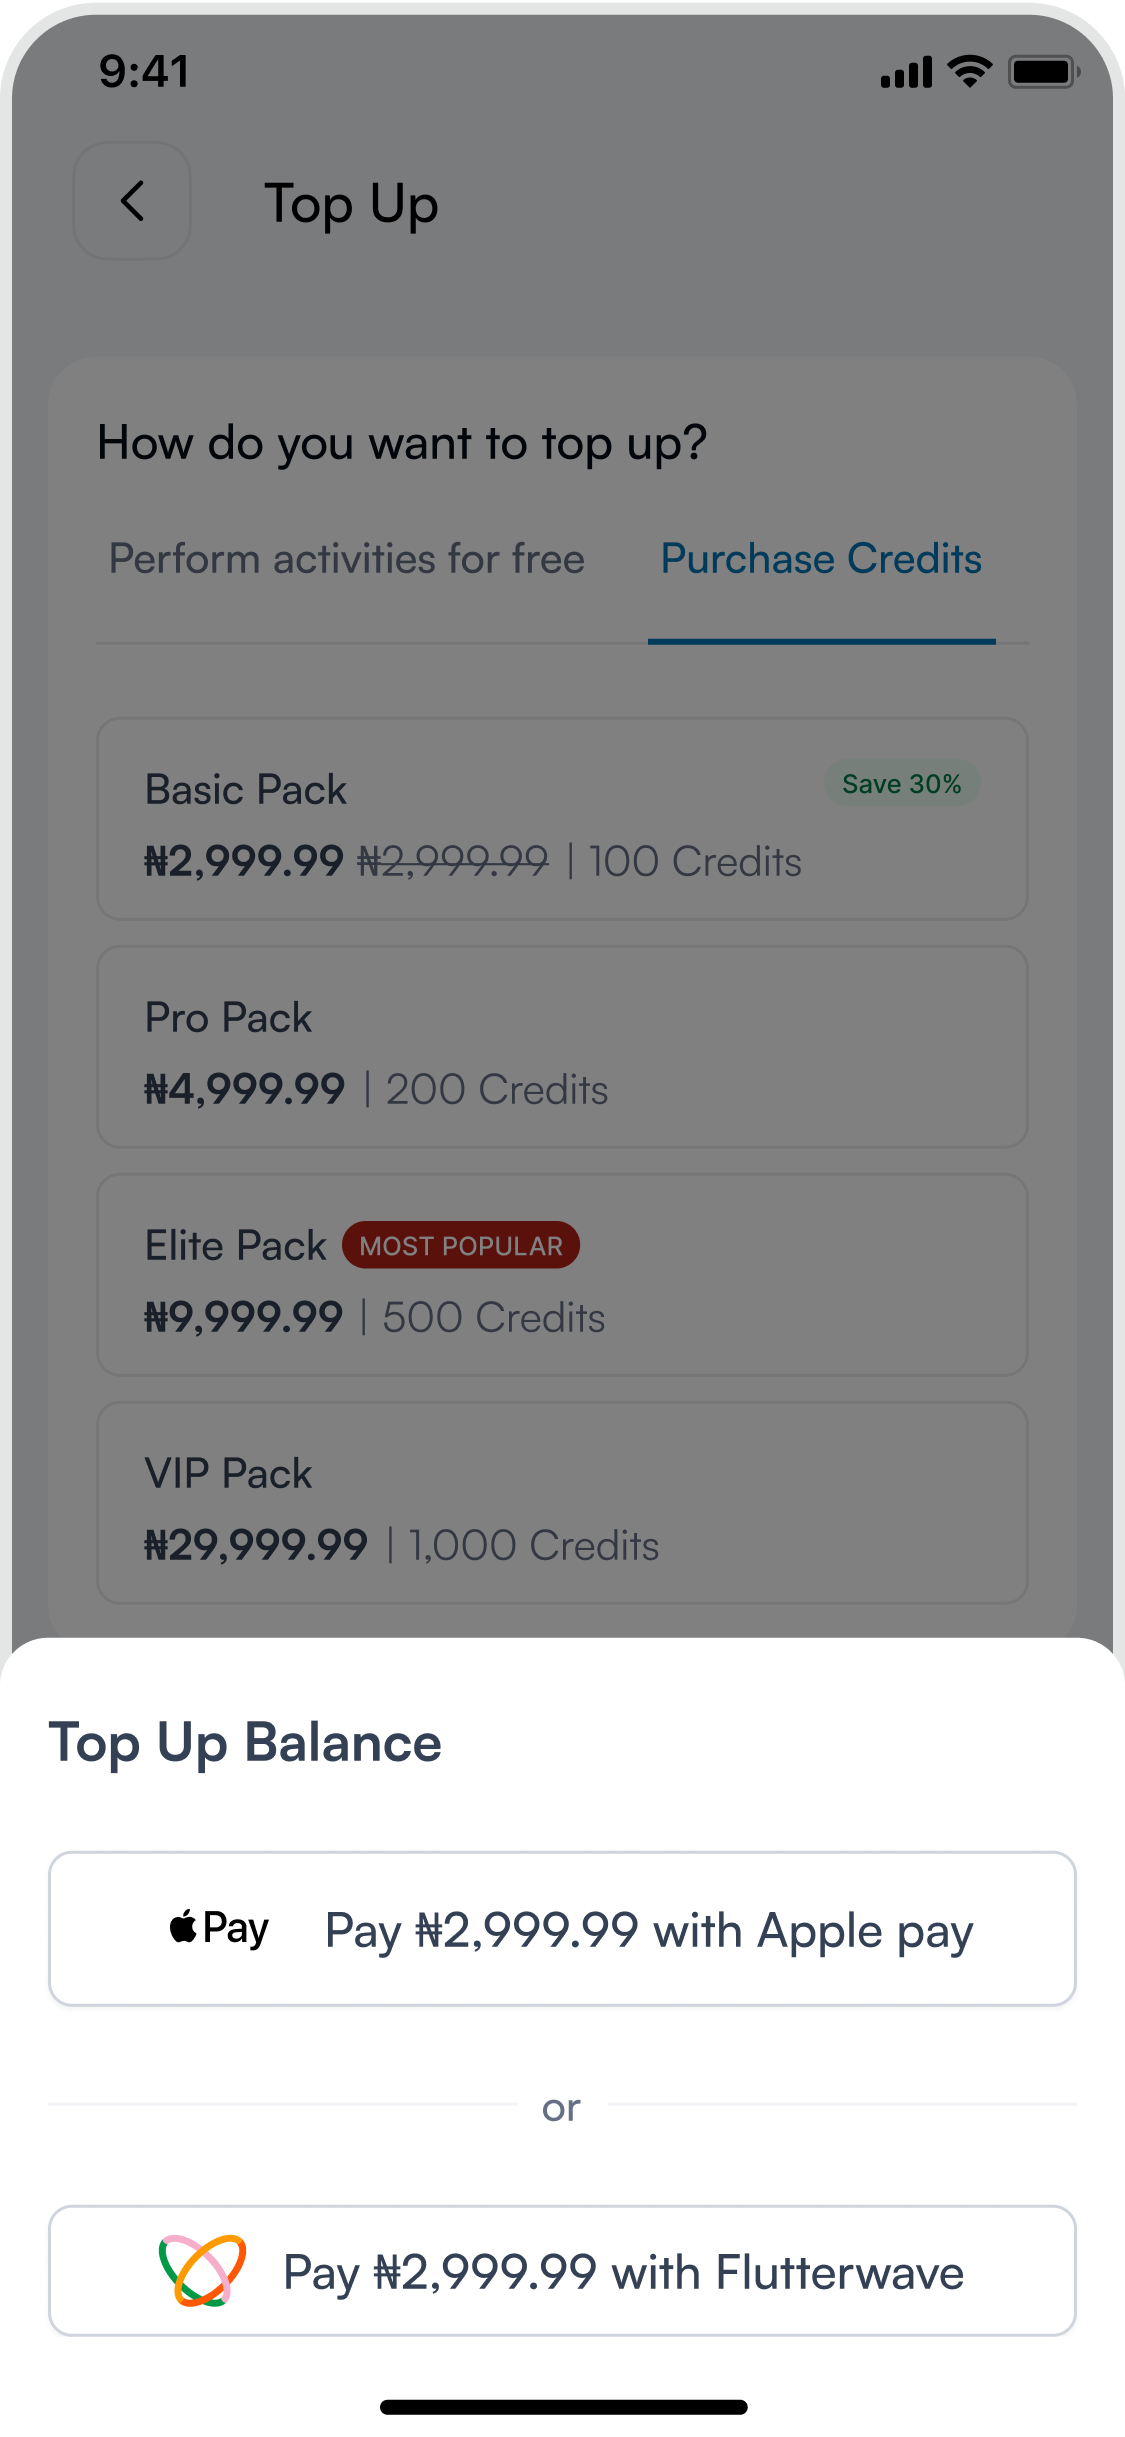 9:41
Top Up
How do you want to top up?
Perform activities for free Purchase Credits
Basic Pack Save 30%
₦2,999.99 ₦2,999.99 | 100 Credits
Pro Pack
₦4,999.99 | 200 Credits
Elite Pack MOST POPULAR
₦9,999.99 | 500 Credits
VIP Pack
₦29,999.99 | 1,000 Credits
Top Up Balance
Pay Pay ₦2,999.99 with Apple pay
or
Pay ₦2,999.99 with Flutterwave